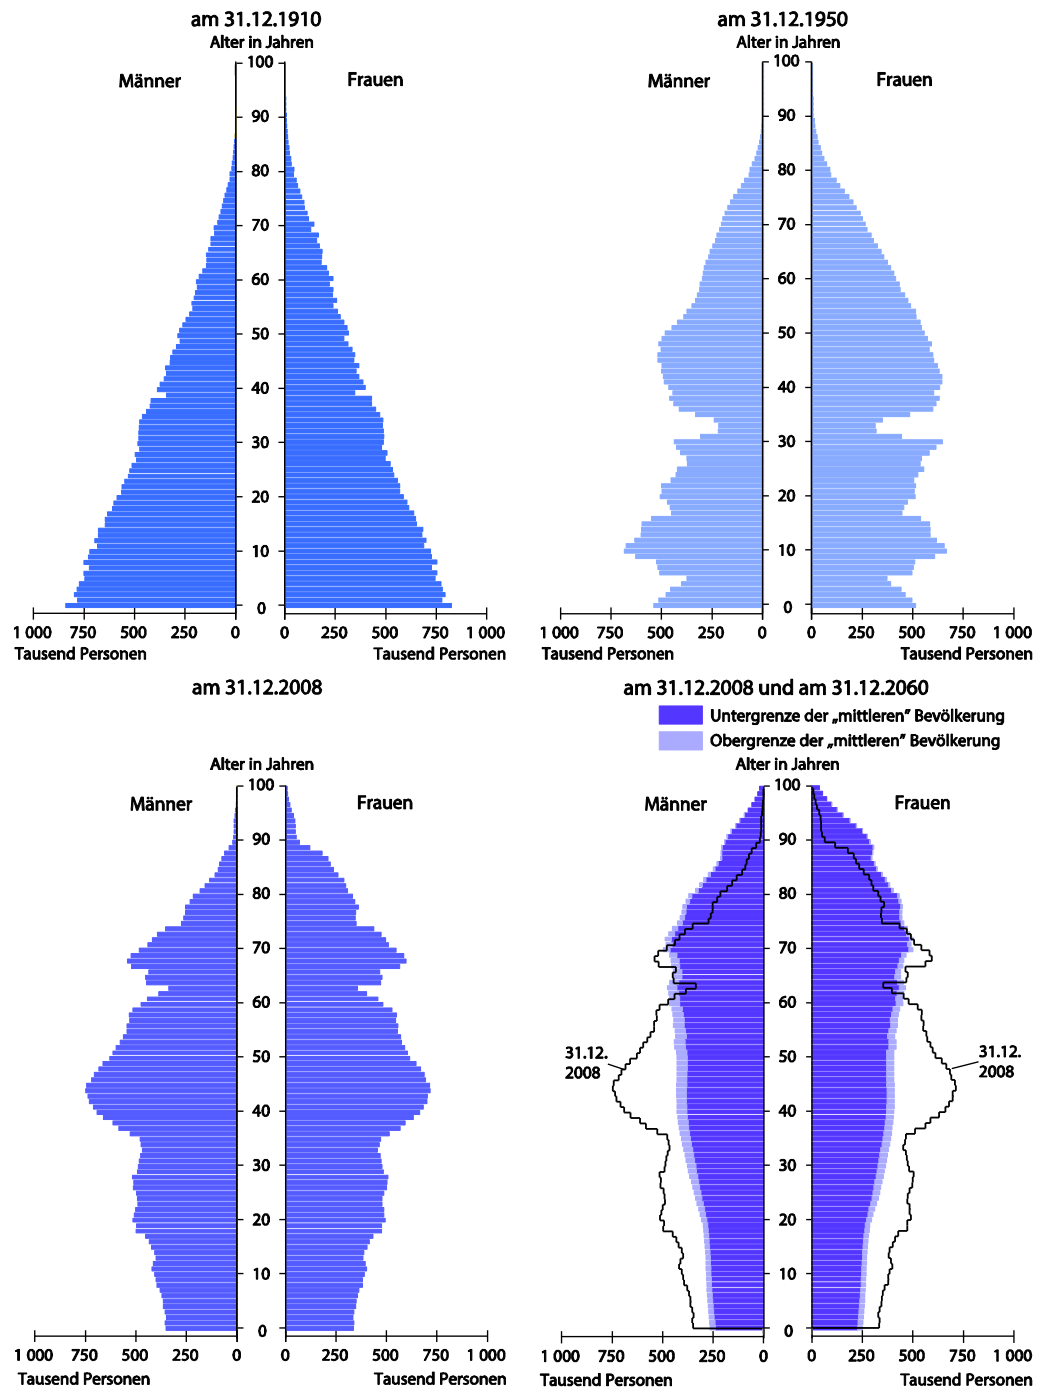 am 31.12.1910
Alter in Jahren
Männer
Frauen
100
90
80
70
60
50
40
30
20
10
0
1 000 750 500 250 0
0 250 500 750 1 000
Tausend Personen
Tausend Personen
am 31.12.1950
Alter in Jahren
Männer
Frauen
100
90
80
70
60
50
40
30
20
10
0
1 000 750 500 250 0
0 250 500 750 1 000
Tausend Personen
Tausend Personen
am 31.12.2008
Alter in Jahren
Männer
Frauen
100
90
80
70
60
50
40
30
20
10
0
1 000 750 500 250 0
0 250 500 750 1 000
Tausend Personen
Tausend Personen
am 31.12.2008 und am 31.12.2060
Untergrenze der „mittleren” Bevölkerung
Obergrenze der „mittleren” Bevölkerung
Alter in Jahren
Männer
Frauen
100
90
80
70
60
50
40
30
20
10
0
31.12.
2008
31.12.
2008
1 000 750 500 250 0
0 250 500 750 1 000
Tausend Personen
Tausend Personen